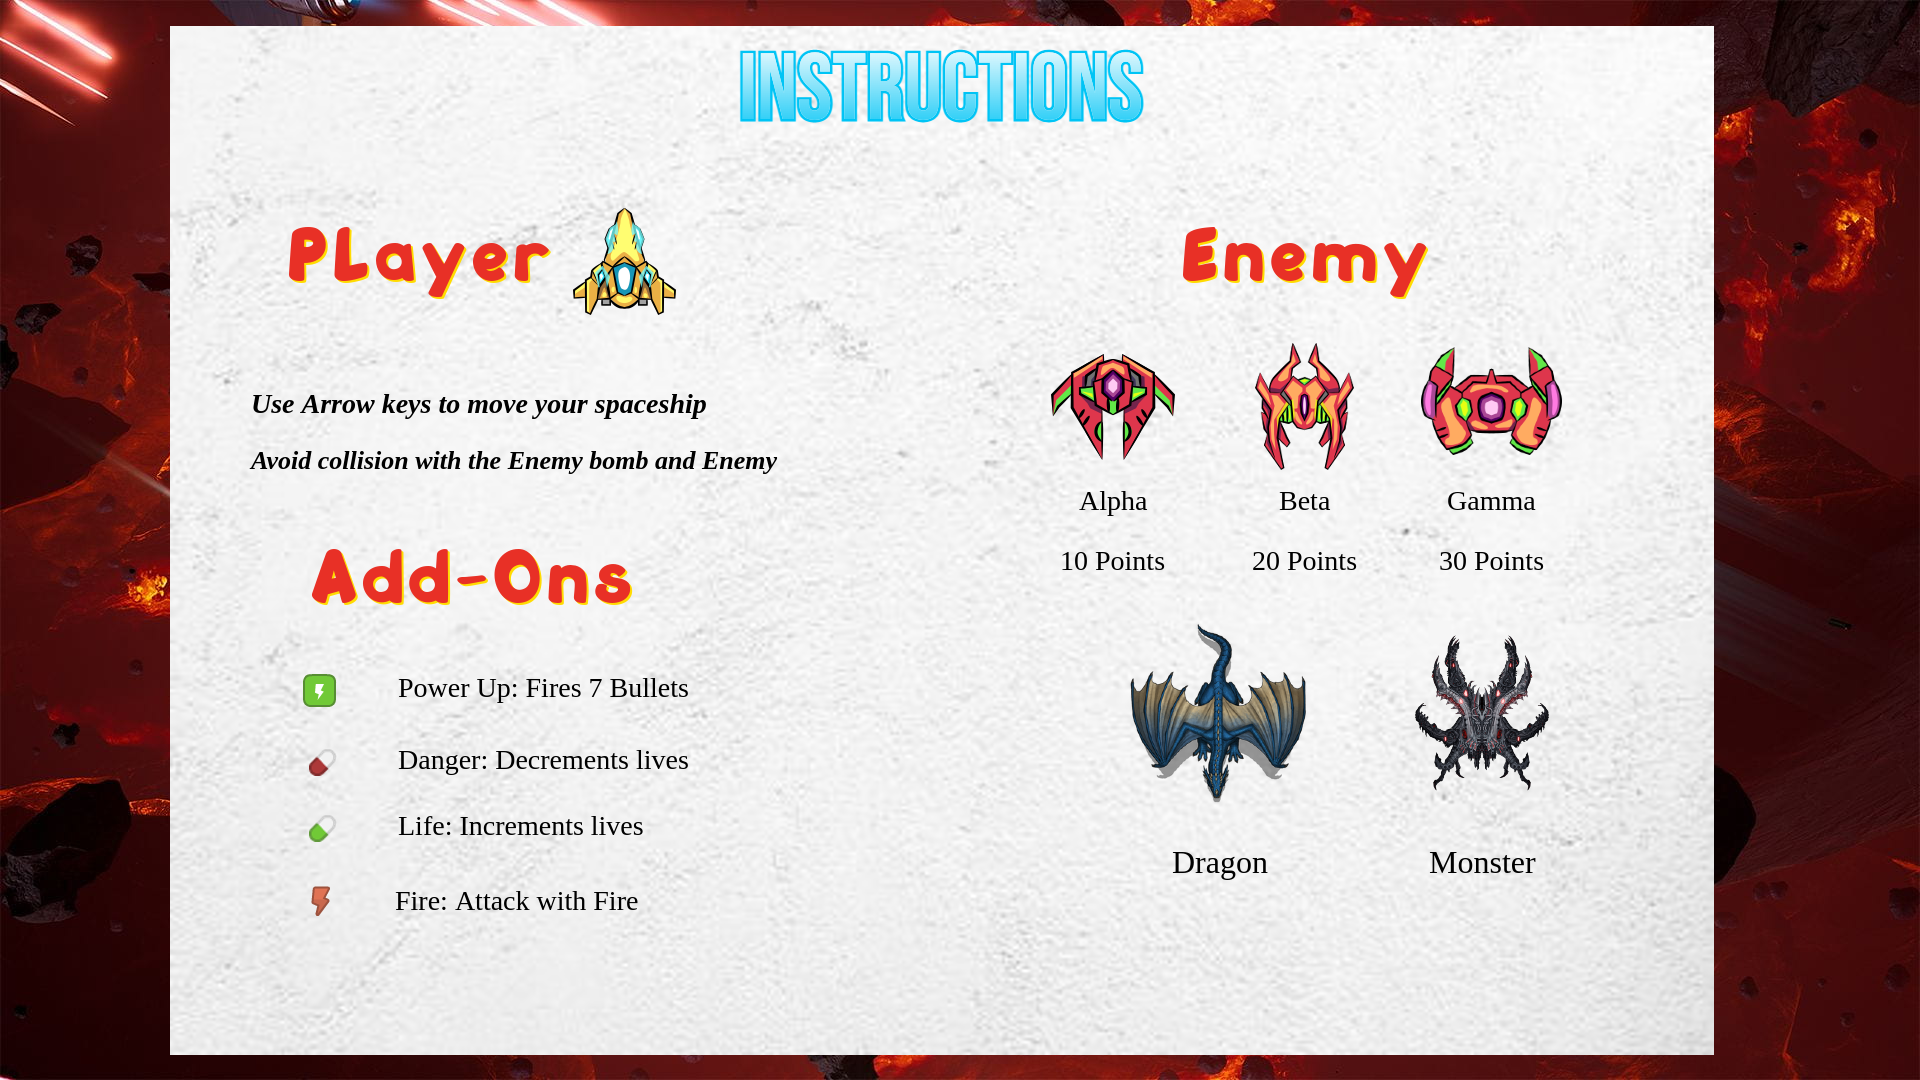 INSTRUCTIONS
PLayer
Use Arrow keys to move your spaceship
Avoid collision with the Enemy bomb and Enemy
Add-Ons
Power Up: Fires 7 Bullets
Danger: Decrements lives
Life: Increments lives
Fire: Attack with Fire
Enemy
Alpha Beta Gamma
10 Points 20 Points 30 Points
Dragon Monster